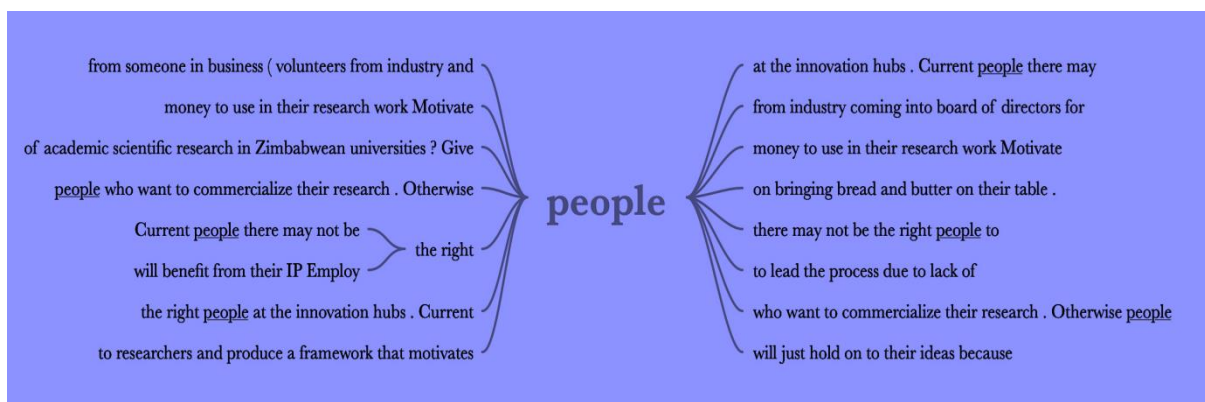 from someone in business ( volunteers from industry and
money to use in their research work Motivate
of academic scientific research in Zimbabwean universities ? Give
people who want to commercialize their research . Otherwise
Current people there may not be
will benefit from their IP Employ
the right
the right people at the innovation hubs . Current
to researchers and produce a framework that motivates
people
at the innovation hubs . Current people there may
from industry coming into board of directors for
money to use in their research work Motivate
on bringing bread and butter on their table .
there may not be the right people to
to lead the process due to lack of
who want to commercialize their research . Otherwise people
will just hold on to their ideas because